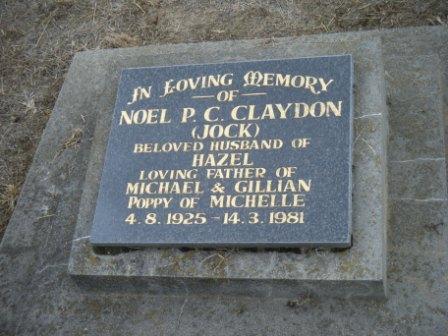 In Loving Memory
— OF —
NOEL P. C. CLAYDON
(JOCK)
BELOVED HUSBAND OF
HAZEL
LOVING FATHER OF
MICHAEL & GILLIAN
POPPY OF MICHELLE
4.8.1925 - 14.3.1981